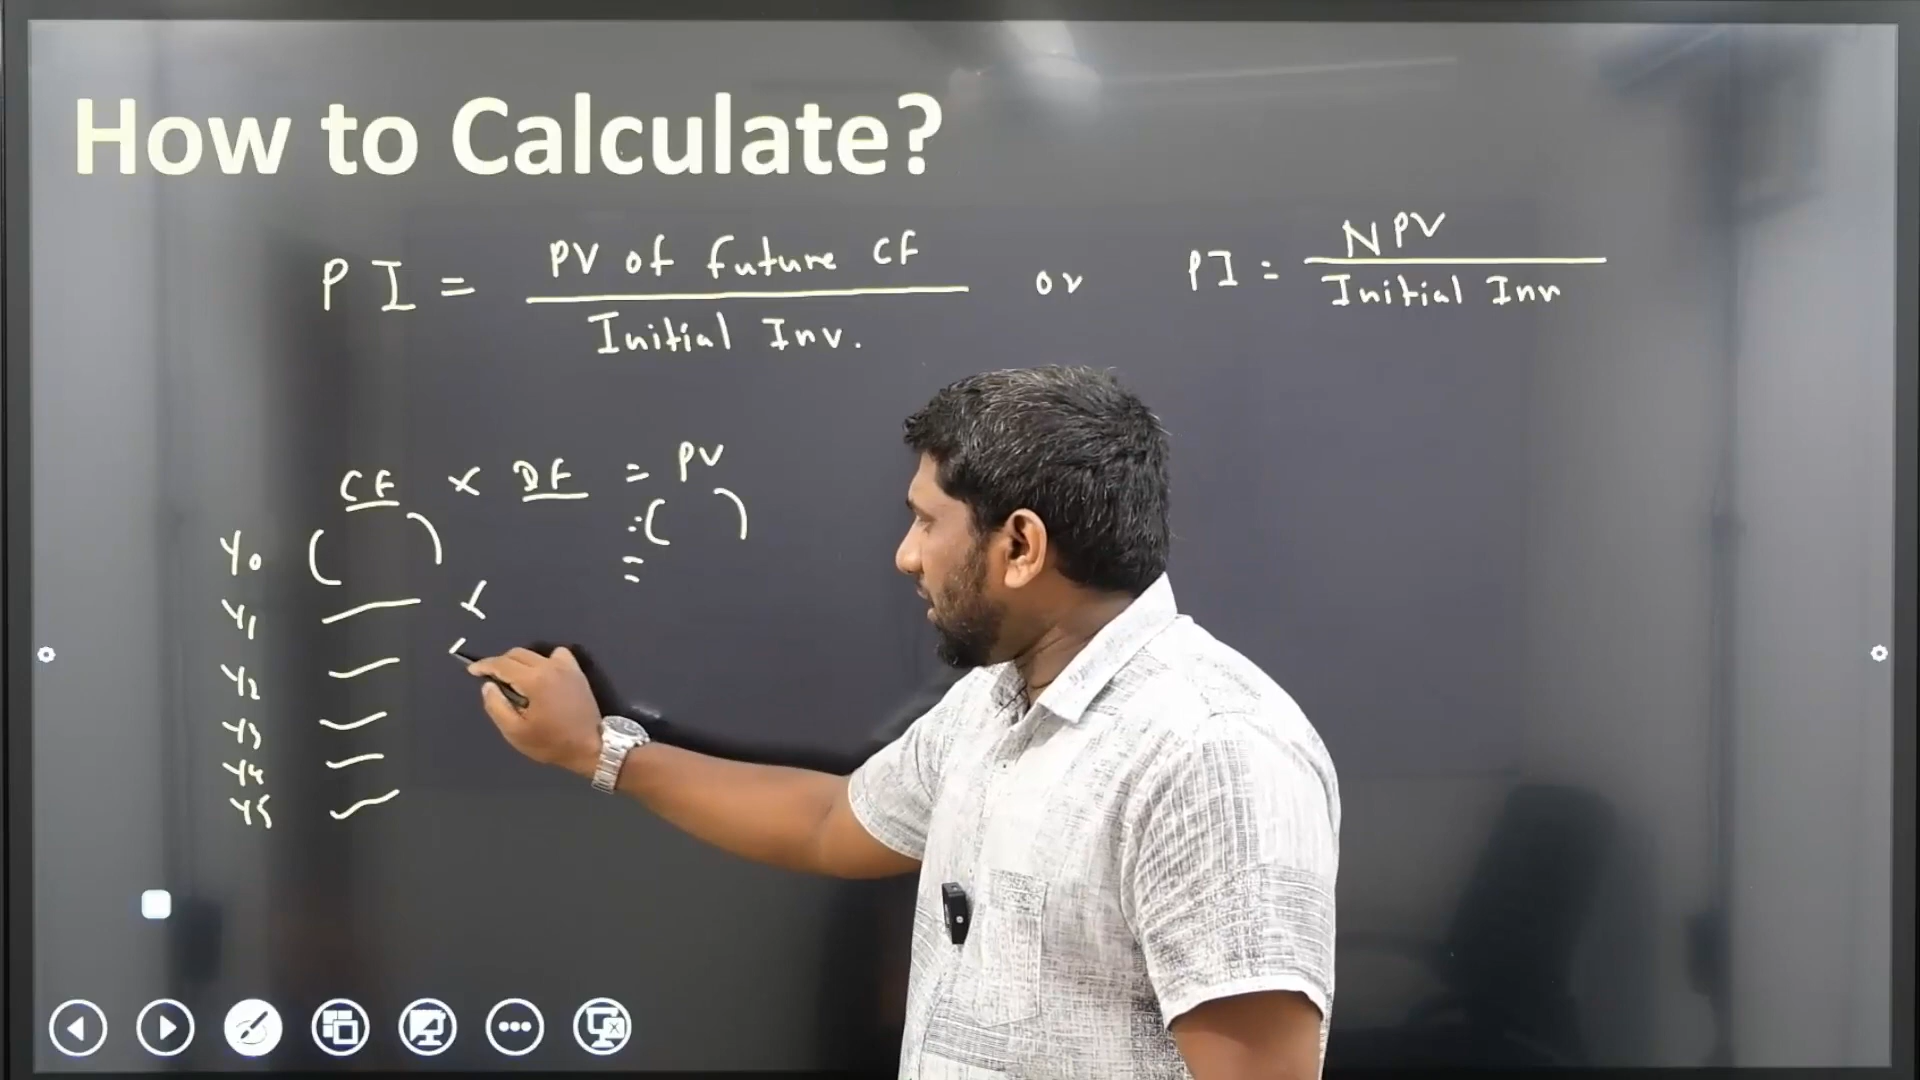 How to Calculate?
PI = PV of future CF / Initial Inv. or PI = NPV / Initial Inv
CF × DF = PV
Y0 ( ) = ( )
Y1 — × =
Y2 —
Y3 —
Y4 —
Y5 —